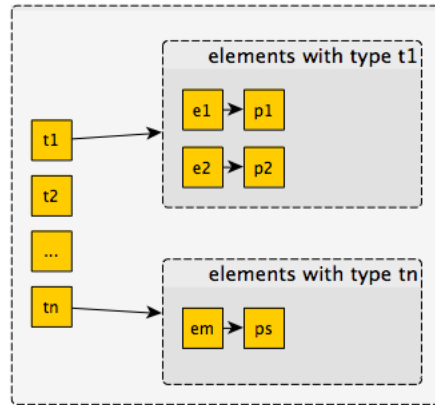 elements with type t1
e1
p1
t1
e2
p2
t2
...
elements with type tn
tn
em
ps